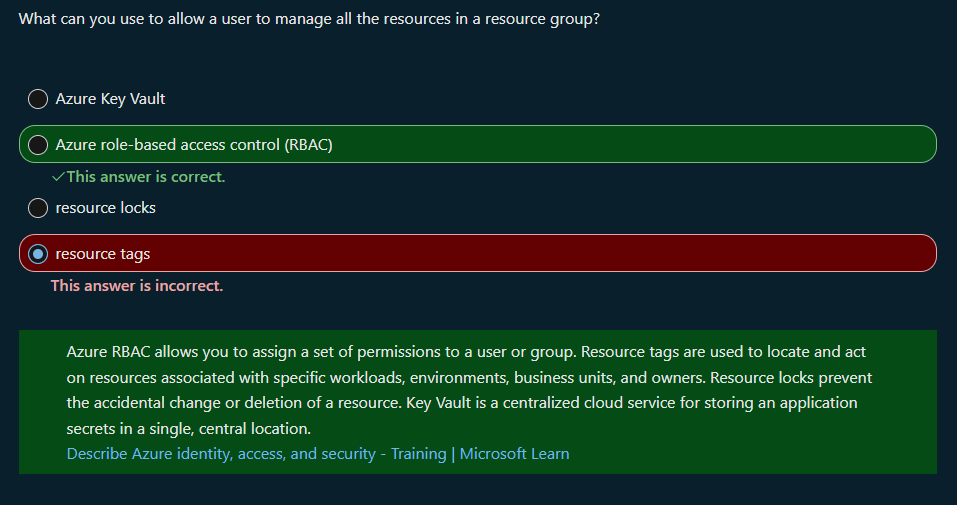 What can you use to allow a user to manage all the resources in a resource group?
Azure Key Vault
Azure role-based access control (RBAC)
This answer is correct.
resource locks
resource tags
This answer is incorrect.
Azure RBAC allows you to assign a set of permissions to a user or group. Resource tags are used to locate and act
on resources associated with specific workloads, environments, business units, and owners. Resource locks prevent
the accidental change or deletion of a resource. Key Vault is a centralized cloud service for storing an application
secrets in a single, central location.
Describe Azure identity, access, and security - Training | Microsoft Learn